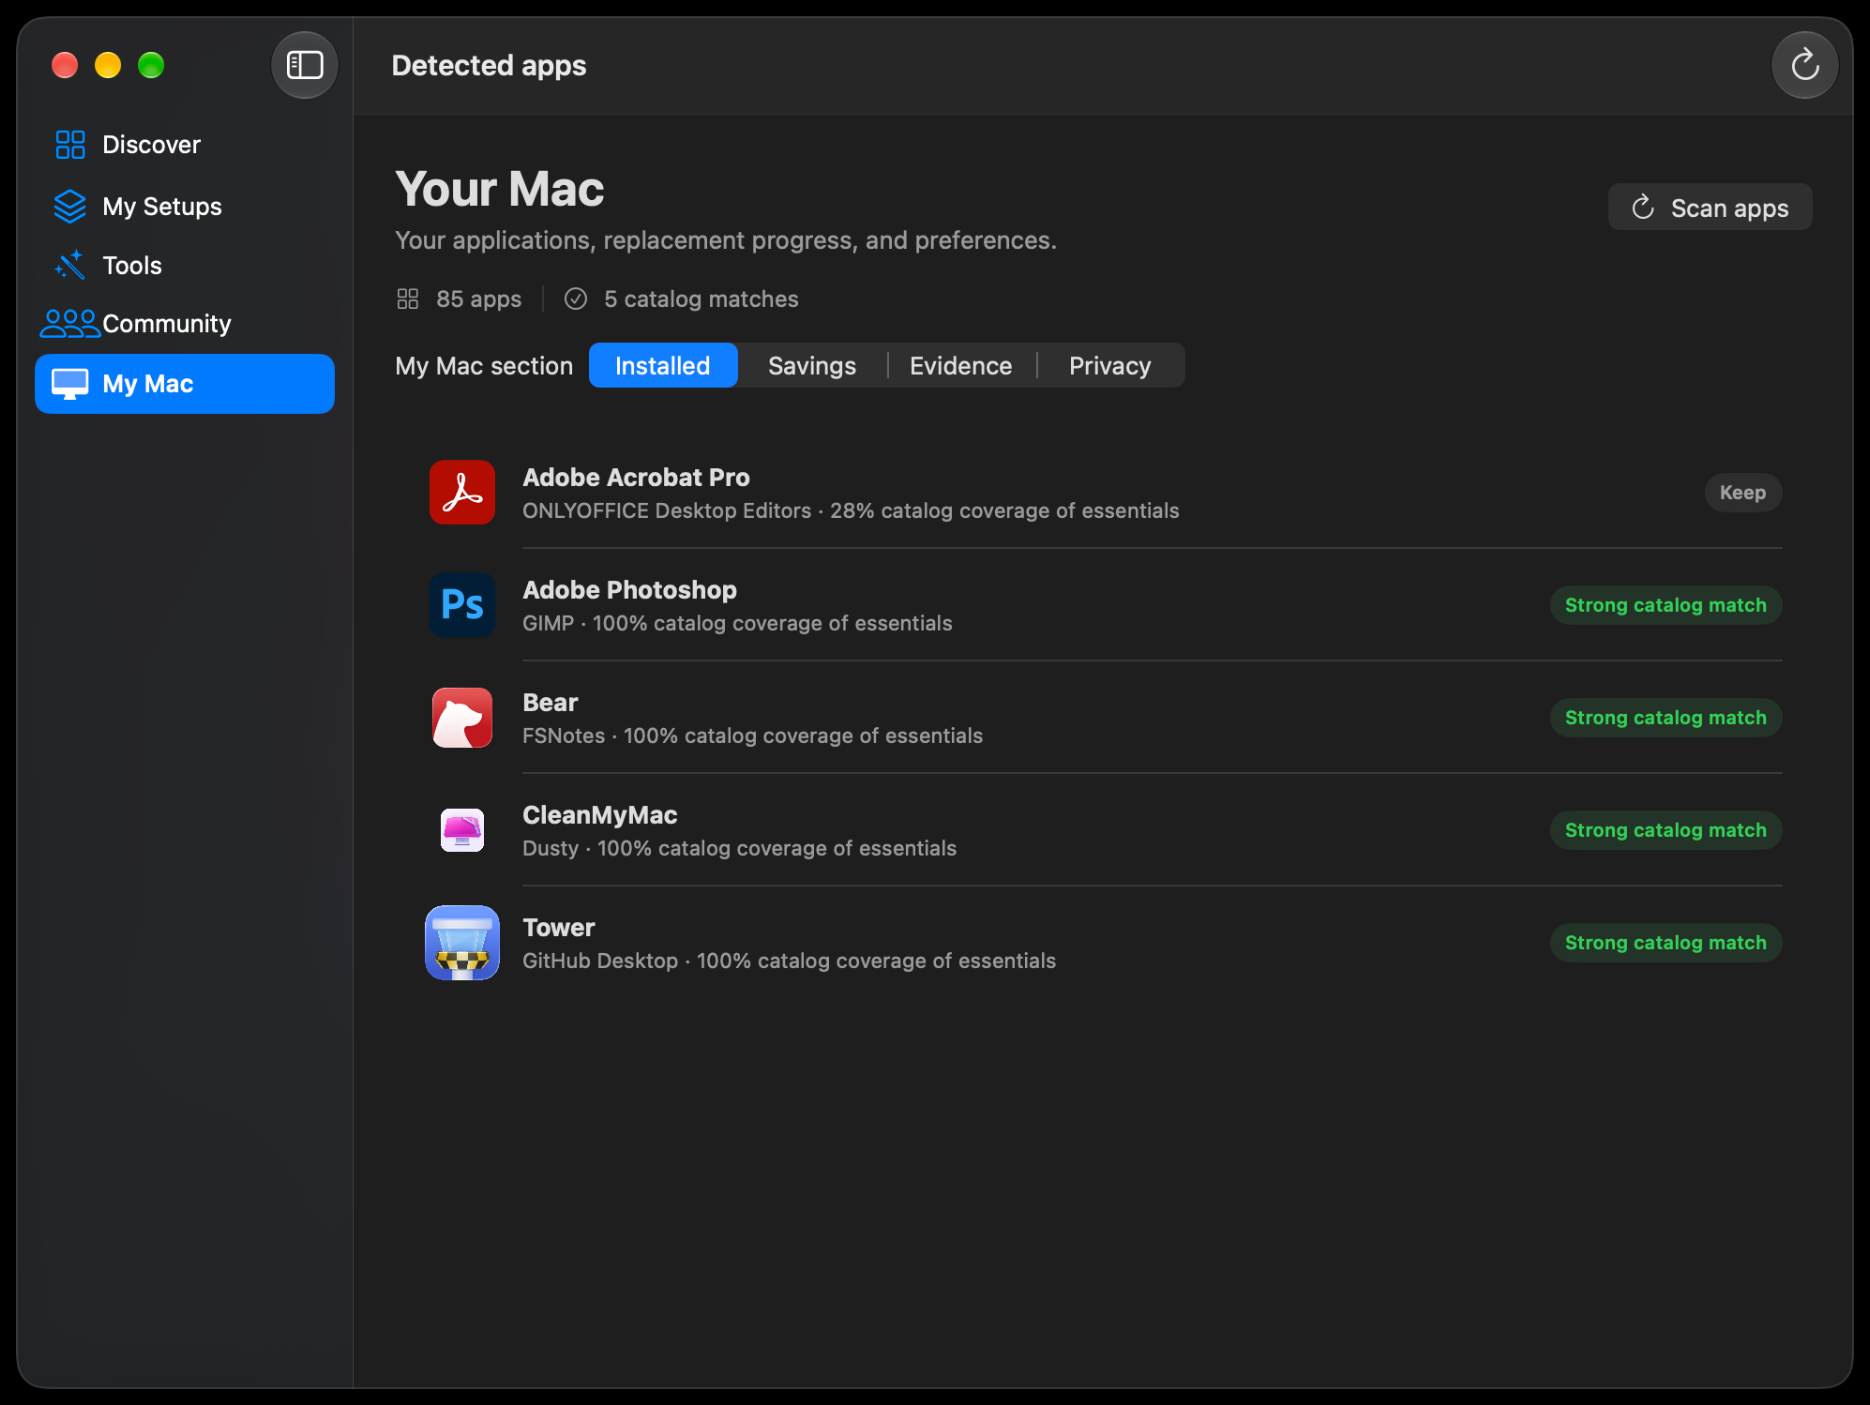 Detected apps
Discover
My Setups
Tools
Community
My Mac
Your Mac
Your applications, replacement progress, and preferences.
Scan apps
85 apps
5 catalog matches
My Mac section
Installed
Savings
Evidence
Privacy
Adobe Acrobat Pro
ONLYOFFICE Desktop Editors · 28% catalog coverage of essentials
Keep
Ps
Adobe Photoshop
GIMP · 100% catalog coverage of essentials
Strong catalog match
Bear
FSNotes · 100% catalog coverage of essentials
Strong catalog match
CleanMyMac
Dusty · 100% catalog coverage of essentials
Strong catalog match
Tower
GitHub Desktop · 100% catalog coverage of essentials
Strong catalog match